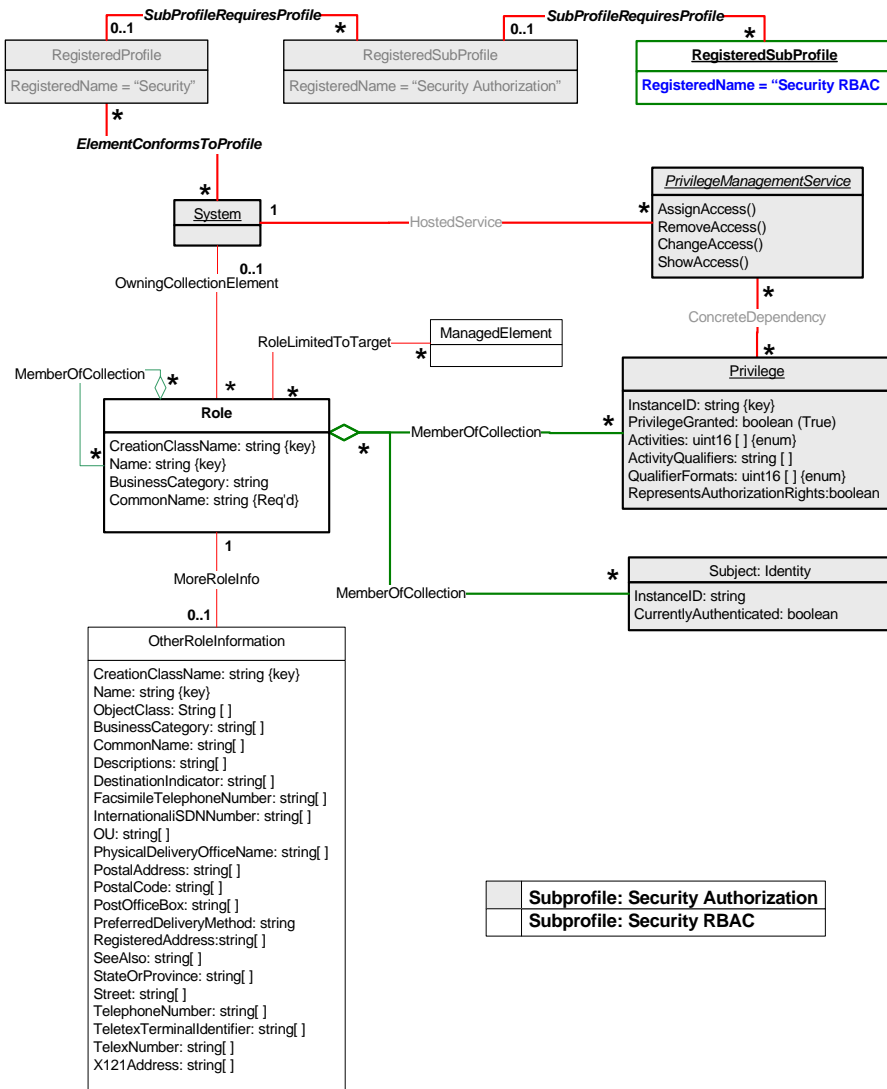 SubProfileRequiresProfile
SubProfileRequiresProfile
0..1
*
0..1
*
RegisteredProfile
RegisteredName = “Security”
RegisteredSubProfile
RegisteredName = “Security Authorization”
RegisteredSubProfile
RegisteredName = “Security RBAC
*
ElementConformsToProfile
*
System
1
HostedService
*
PrivilegeManagementService
AssignAccess()
RemoveAccess()
ChangeAccess()
ShowAccess()
0..1
OwningCollectionElement
*
*
ConcreteDependency
*
RoleLimitedToTarget
*
ManagedElement
*
MemberOfCollection
*
*
Role
CreationClassName: string {key}
Name: string {key}
BusinessCategory: string
CommonName: string {Req'd}
*
MemberOfCollection
*
Privilege
InstanceID: string {key}
PrivilegeGranted: boolean (True)
Activities: uint16 [ ] {enum}
ActivityQualifiers: string [ ]
QualifierFormats: uint16 [ ] {enum}
RepresentsAuthorizationRights:boolean
1
MoreRoleInfo
0..1
MemberOfCollection
*
Subject: Identity
InstanceID: string
CurrentlyAuthenticated: boolean
OtherRoleInformation
CreationClassName: string {key}
Name: string {key}
ObjectClass: String [ ]
BusinessCategory: string[ ]
CommonName: string[ ]
Descriptions: string[ ]
DestinationIndicator: string[ ]
FacsimileTelephoneNumber: string[ ]
InternationaliSDNNumber: string[ ]
OU: string[ ]
PhysicalDeliveryOfficeName: string[ ]
PostalAddress: string[ ]
PostalCode: string[ ]
PostOfficeBox: string[ ]
PreferredDeliveryMethod: string
RegisteredAddress:string[ ]
SeeAlso: string[ ]
StateOrProvince: string[ ]
Street: string[ ]
TelephoneNumber: string[ ]
TeletexTerminalIdentifier: string[ ]
TelexNumber: string[ ]
X121Address: string[ ]
Subprofile: Security Authorization
Subprofile: Security RBAC